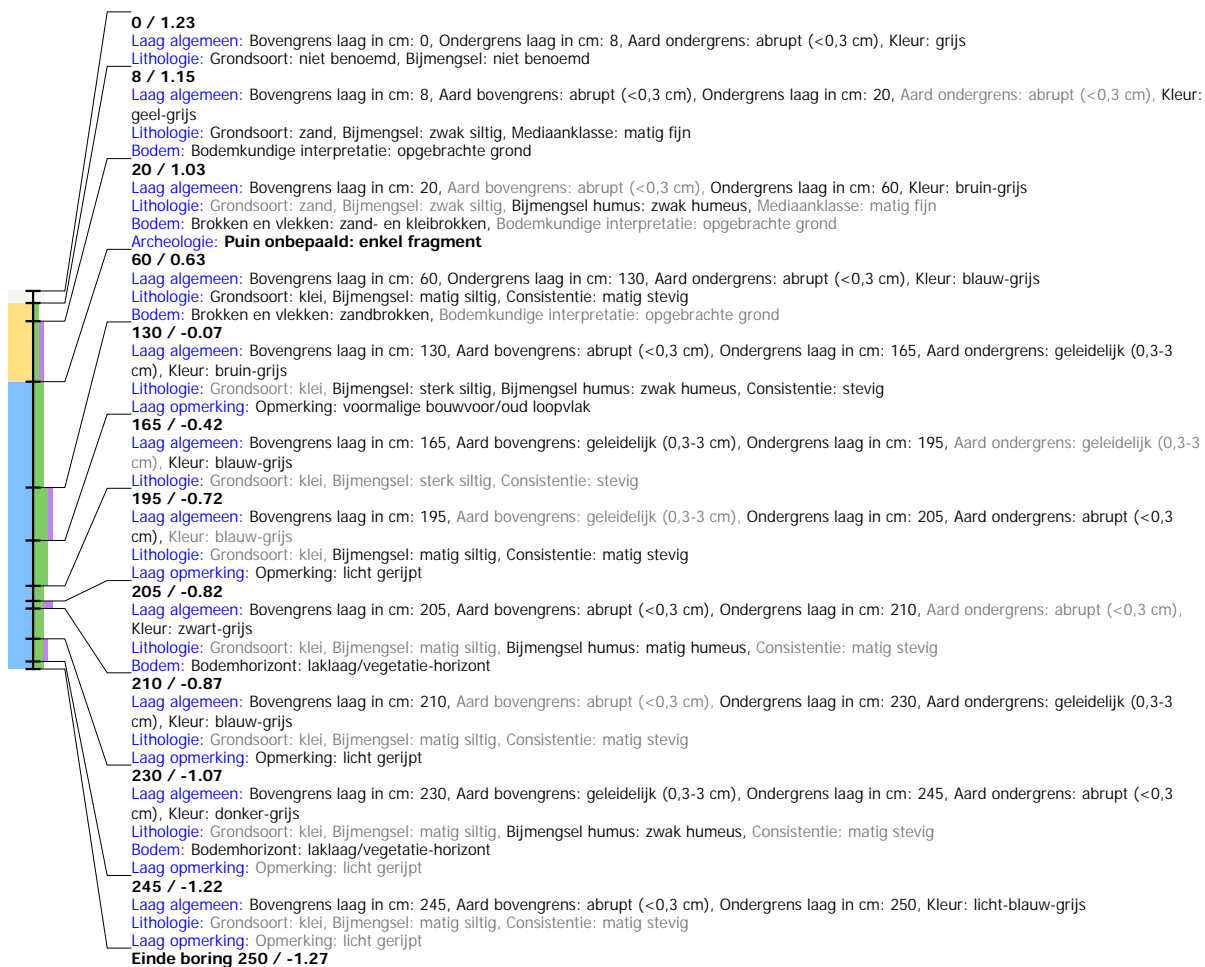 0 / 1.23
Laag algemeen: Bovengrens laag in cm: 0, Ondergrens laag in cm: 8, Aard ondergrens: abrupt (<0,3 cm), Kleur: grijs
Lithologie: Grondsoort: niet benoemd, Bijmengsel: niet benoemd
8 / 1.15
Laag algemeen: Bovengrens laag in cm: 8, Aard bovengrens: abrupt (<0,3 cm), Ondergrens laag in cm: 20, Aard ondergrens: abrupt (<0,3 cm), Kleur:
geel-grijs
Lithologie: Grondsoort: zand, Bijmengsel: zwak siltig, Mediaanklasse: matig fijn
Bodem: Bodemkundige interpretatie: opgebrachte grond
20 / 1.03
Laag algemeen: Bovengrens laag in cm: 20, Aard bovengrens: abrupt (<0,3 cm), Ondergrens laag in cm: 60, Kleur: bruin-grijs
Lithologie: Grondsoort: zand, Bijmengsel: zwak siltig, Bijmengsel humus: zwak humeus, Mediaanklasse: matig fijn
Bodem: Brokken en vlekken: zand- en kleibrokken, Bodemkundige interpretatie: opgebrachte grond
Archeologie: Puin onbepaald: enkel fragment
60 / 0.63
Laag algemeen: Bovengrens laag in cm: 60, Ondergrens laag in cm: 130, Aard ondergrens: abrupt (<0,3 cm), Kleur: blauw-grijs
Lithologie: Grondsoort: klei, Bijmengsel: matig siltig, Consistentie: matig stevig
Bodem: Brokken en vlekken: zandbrokken, Bodemkundige interpretatie: opgebrachte grond
130 / -0.07
Laag algemeen: Bovengrens laag in cm: 130, Aard bovengrens: abrupt (<0,3 cm), Ondergrens laag in cm: 165, Aard ondergrens: geleidelijk (0,3-3
cm), Kleur: bruin-grijs
Lithologie: Grondsoort: klei, Bijmengsel: sterk siltig, Bijmengsel humus: zwak humeus, Consistentie: stevig
Laag opmerking: Opmerking: voormalige bouwvoor/oud loopvlak
165 / -0.42
Laag algemeen: Bovengrens laag in cm: 165, Aard bovengrens: geleidelijk (0,3-3 cm), Ondergrens laag in cm: 195, Aard ondergrens: geleidelijk (0,3-3
cm), Kleur: blauw-grijs
Lithologie: Grondsoort: klei, Bijmengsel: sterk siltig, Consistentie: stevig
195 / -0.72
Laag algemeen: Bovengrens laag in cm: 195, Aard bovengrens: geleidelijk (0,3-3 cm), Ondergrens laag in cm: 205, Aard ondergrens: abrupt (<0,3
cm), Kleur: blauw-grijs
Lithologie: Grondsoort: klei, Bijmengsel: matig siltig, Consistentie: matig stevig
Laag opmerking: Opmerking: licht gerijpt
205 / -0.82
Laag algemeen: Bovengrens laag in cm: 205, Aard bovengrens: abrupt (<0,3 cm), Ondergrens laag in cm: 210, Aard ondergrens: abrupt (<0,3 cm),
Kleur: zwart-grijs
Lithologie: Grondsoort: klei, Bijmengsel: matig siltig, Bijmengsel humus: matig humeus, Consistentie: matig stevig
Bodem: Bodemhorizont: laklaag/vegetatie-horizont
210 / -0.87
Laag algemeen: Bovengrens laag in cm: 210, Aard bovengrens: abrupt (<0,3 cm), Ondergrens laag in cm: 230, Aard ondergrens: geleidelijk (0,3-3
cm), Kleur: blauw-grijs
Lithologie: Grondsoort: klei, Bijmengsel: matig siltig, Consistentie: matig stevig
Laag opmerking: Opmerking: licht gerijpt
230 / -1.07
Laag algemeen: Bovengrens laag in cm: 230, Aard bovengrens: geleidelijk (0,3-3 cm), Ondergrens laag in cm: 245, Aard ondergrens: abrupt (<0,3
cm), Kleur: donker-grijs
Lithologie: Grondsoort: klei, Bijmengsel: matig siltig, Bijmengsel humus: zwak humeus, Consistentie: matig stevig
Bodem: Bodemhorizont: laklaag/vegetatie-horizont
Laag opmerking: Opmerking: licht gerijpt
245 / -1.22
Laag algemeen: Bovengrens laag in cm: 245, Aard bovengrens: abrupt (<0,3 cm), Ondergrens laag in cm: 250, Kleur: licht-blauw-grijs
Lithologie: Grondsoort: klei, Bijmengsel: matig siltig, Consistentie: matig stevig
Laag opmerking: Opmerking: licht gerijpt
Einde boring 250 / -1.27